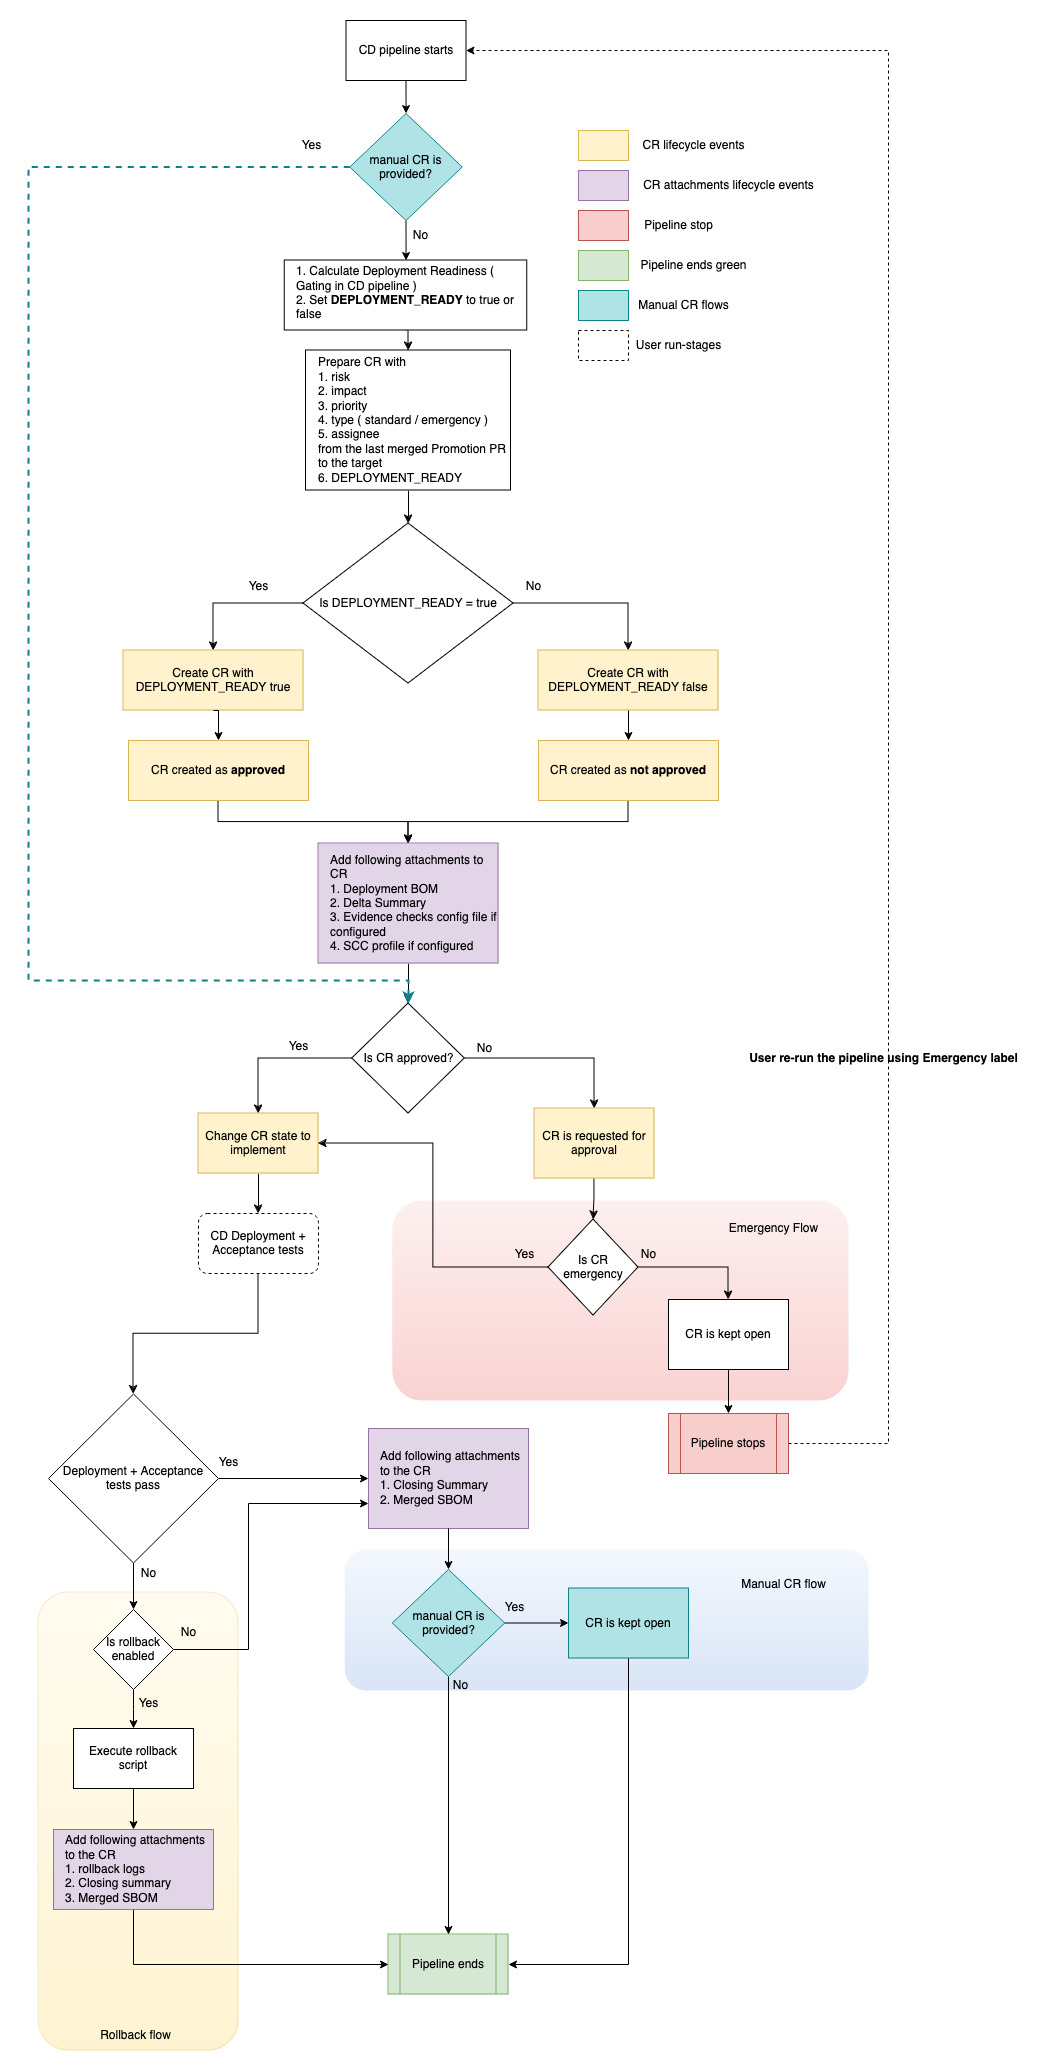 CD pipeline starts
Yes
manual CR is
provided?
No
CR lifecycle events
CR attachments lifecycle events
Pipeline stop
Pipeline ends green
Manual CR flows
User run-stages
1. Calculate Deployment Readiness (
Gating in CD pipeline )
2. Set DEPLOYMENT_READY to true or
false
Prepare CR with
1. risk
2. impact
3. priority
4. type ( standard / emergency )
5. assignee
from the last merged Promotion PR
to the target
6. DEPLOYMENT_READY
Yes
Is DEPLOYMENT_READY = true
No
Create CR with
DEPLOYMENT_READY true
Create CR with
DEPLOYMENT_READY false
CR created as approved
CR created as not approved
Add following attachments to
CR
1. Deployment BOM
2. Delta Summary
3. Evidence checks config file if
configured
4. SCC profile if configured
Yes
Is CR approved?
No
User re-run the pipeline using Emergency label
Change CR state to
implement
CR is requested for
approval
CD Deployment +
Acceptance tests
Emergency Flow
Yes
Is CR
emergency
No
CR is kept open
Pipeline stops
Deployment + Acceptance
tests pass
Yes
Add following attachments
to the CR
1. Closing Summary
2. Merged SBOM
No
Manual CR flow
manual CR is
provided?
Yes
CR is kept open
No
Is rollback
enabled
No
Yes
Execute rollback
script
Add following attachments
to the CR
1. rollback logs
2. Closing summary
3. Merged SBOM
Pipeline ends
Rollback flow